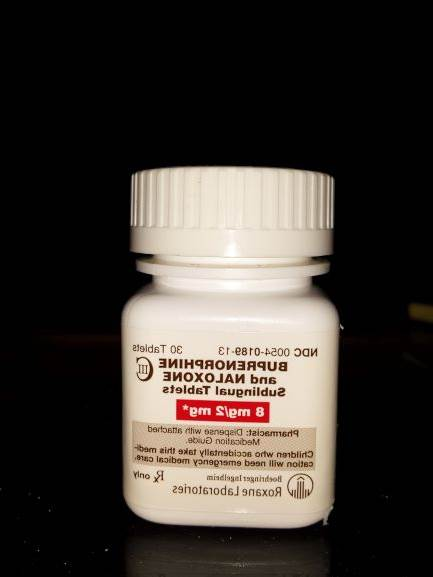 NDC 0054-0189-13 30 Tablets
BUPRENORPHINE
and NALOXONE CIII
Sublingual Tablets
8 mg/2 mg*
Pharmacist: Dispense with attached
Medication Guide.
Children who accidentally take this medi-
cation will need emergency medical care.
Boehringer Ingelheim Rx only
Roxane Laboratories